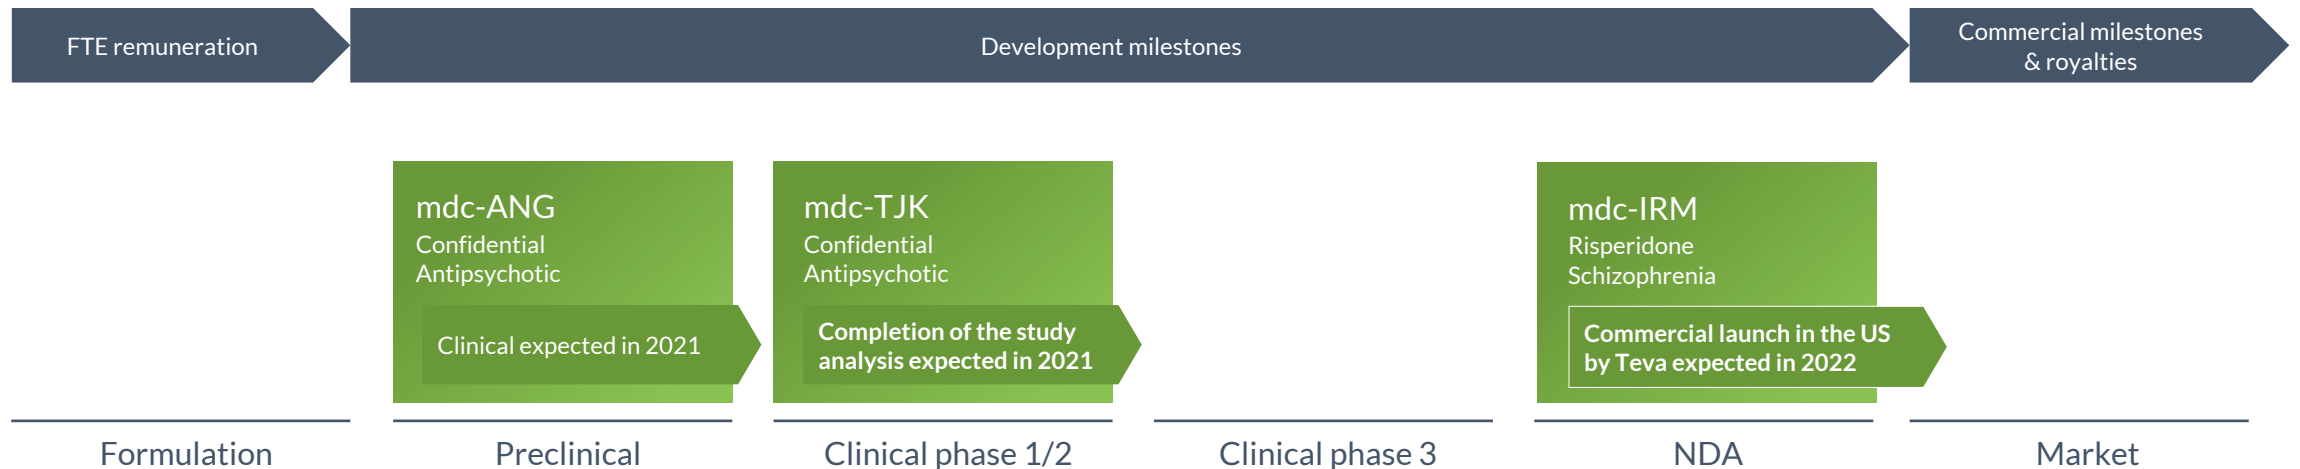 FTE remuneration
Development milestones
Commercial milestones
& royalties
mdc-ANG
Confidential
Antipsychotic
Clinical expected in 2021
mdc-TJK
Confidential
Antipsychotic
Completion of the study
analysis expected in 2021
mdc-IRM
Risperidone
Schizophrenia
Commercial launch in the US
by Teva expected in 2022
Formulation
Preclinical
Clinical phase 1/2
Clinical phase 3
NDA
Market